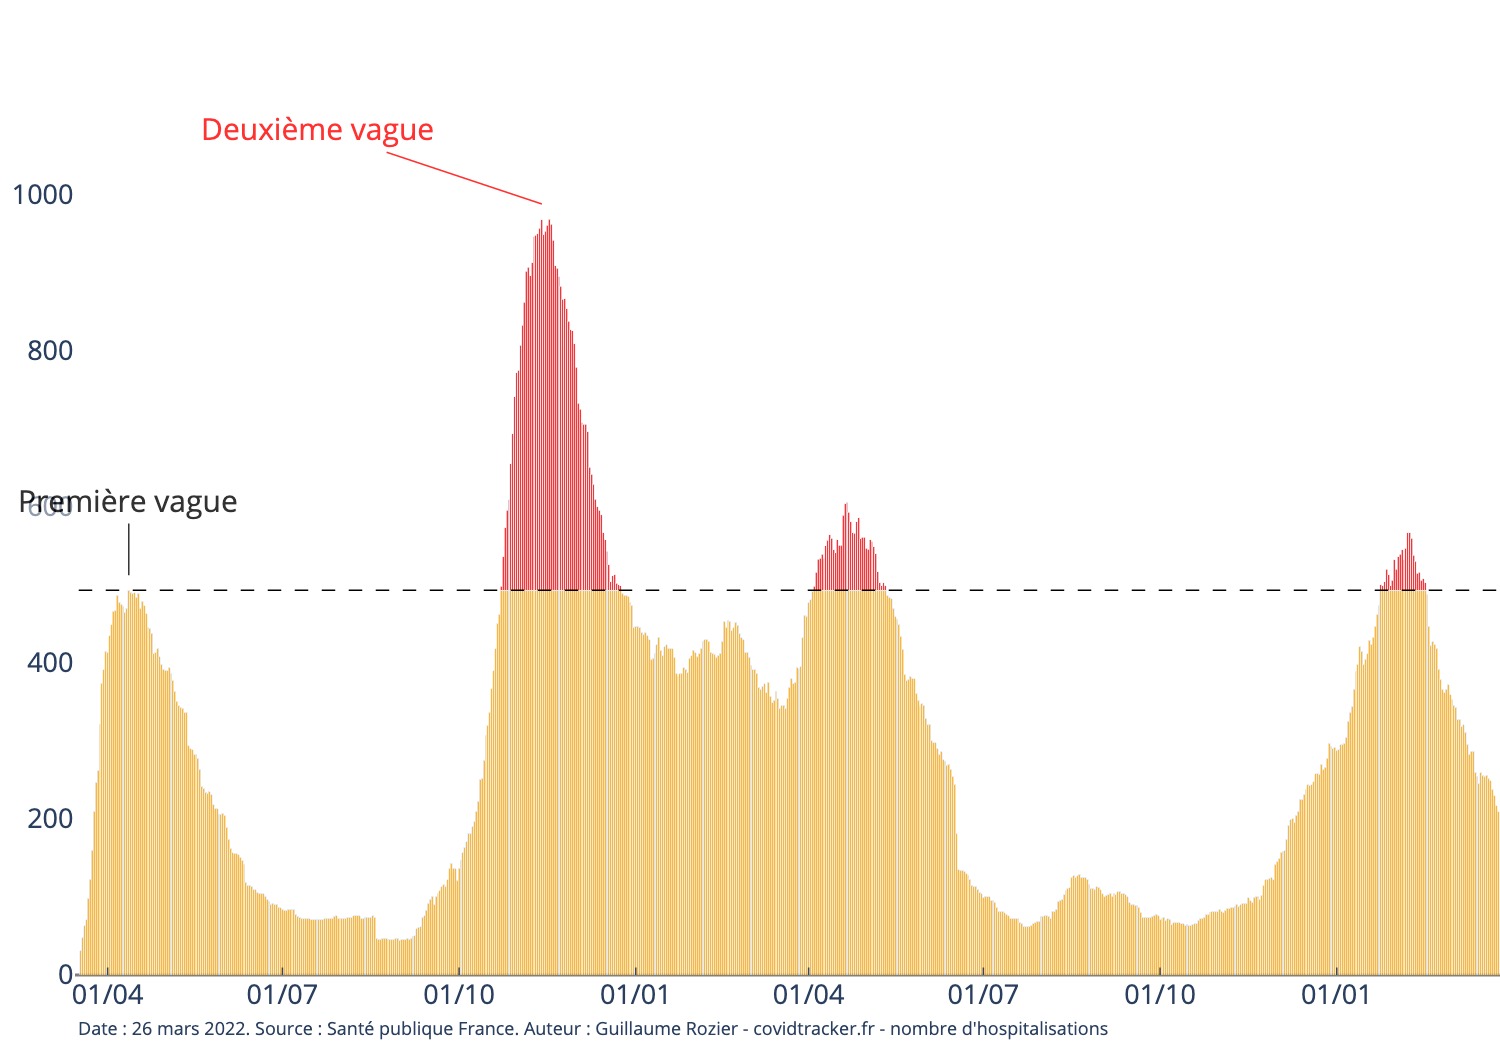 Deuxième vague
1000
800
Première vague
600
400
200
0
01/04 01/07 01/10 01/01 01/04 01/07 01/10 01/01
Date : 26 mars 2022. Source : Santé publique France. Auteur : Guillaume Rozier - covidtracker.fr - nombre d'hospitalisations